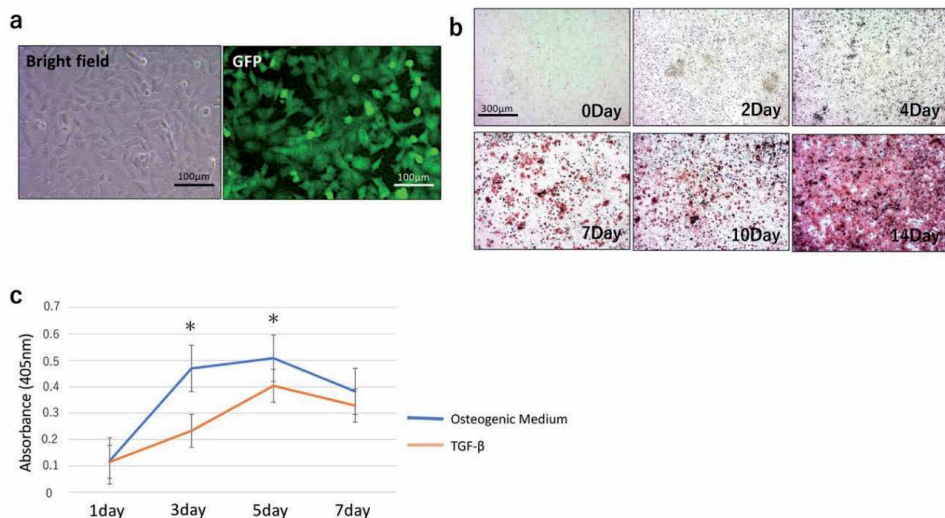 a
Bright field
100μm
GFP
100μm
b
300μm
0Day
2Day
4Day
7Day
10Day
14Day
c
Absorbance (405nm)
0.7
0.6
0.5
0.4
0.3
0.2
0.1
0
*
*
1day
3day
5day
7day
Osteogenic Medium
TGF-β